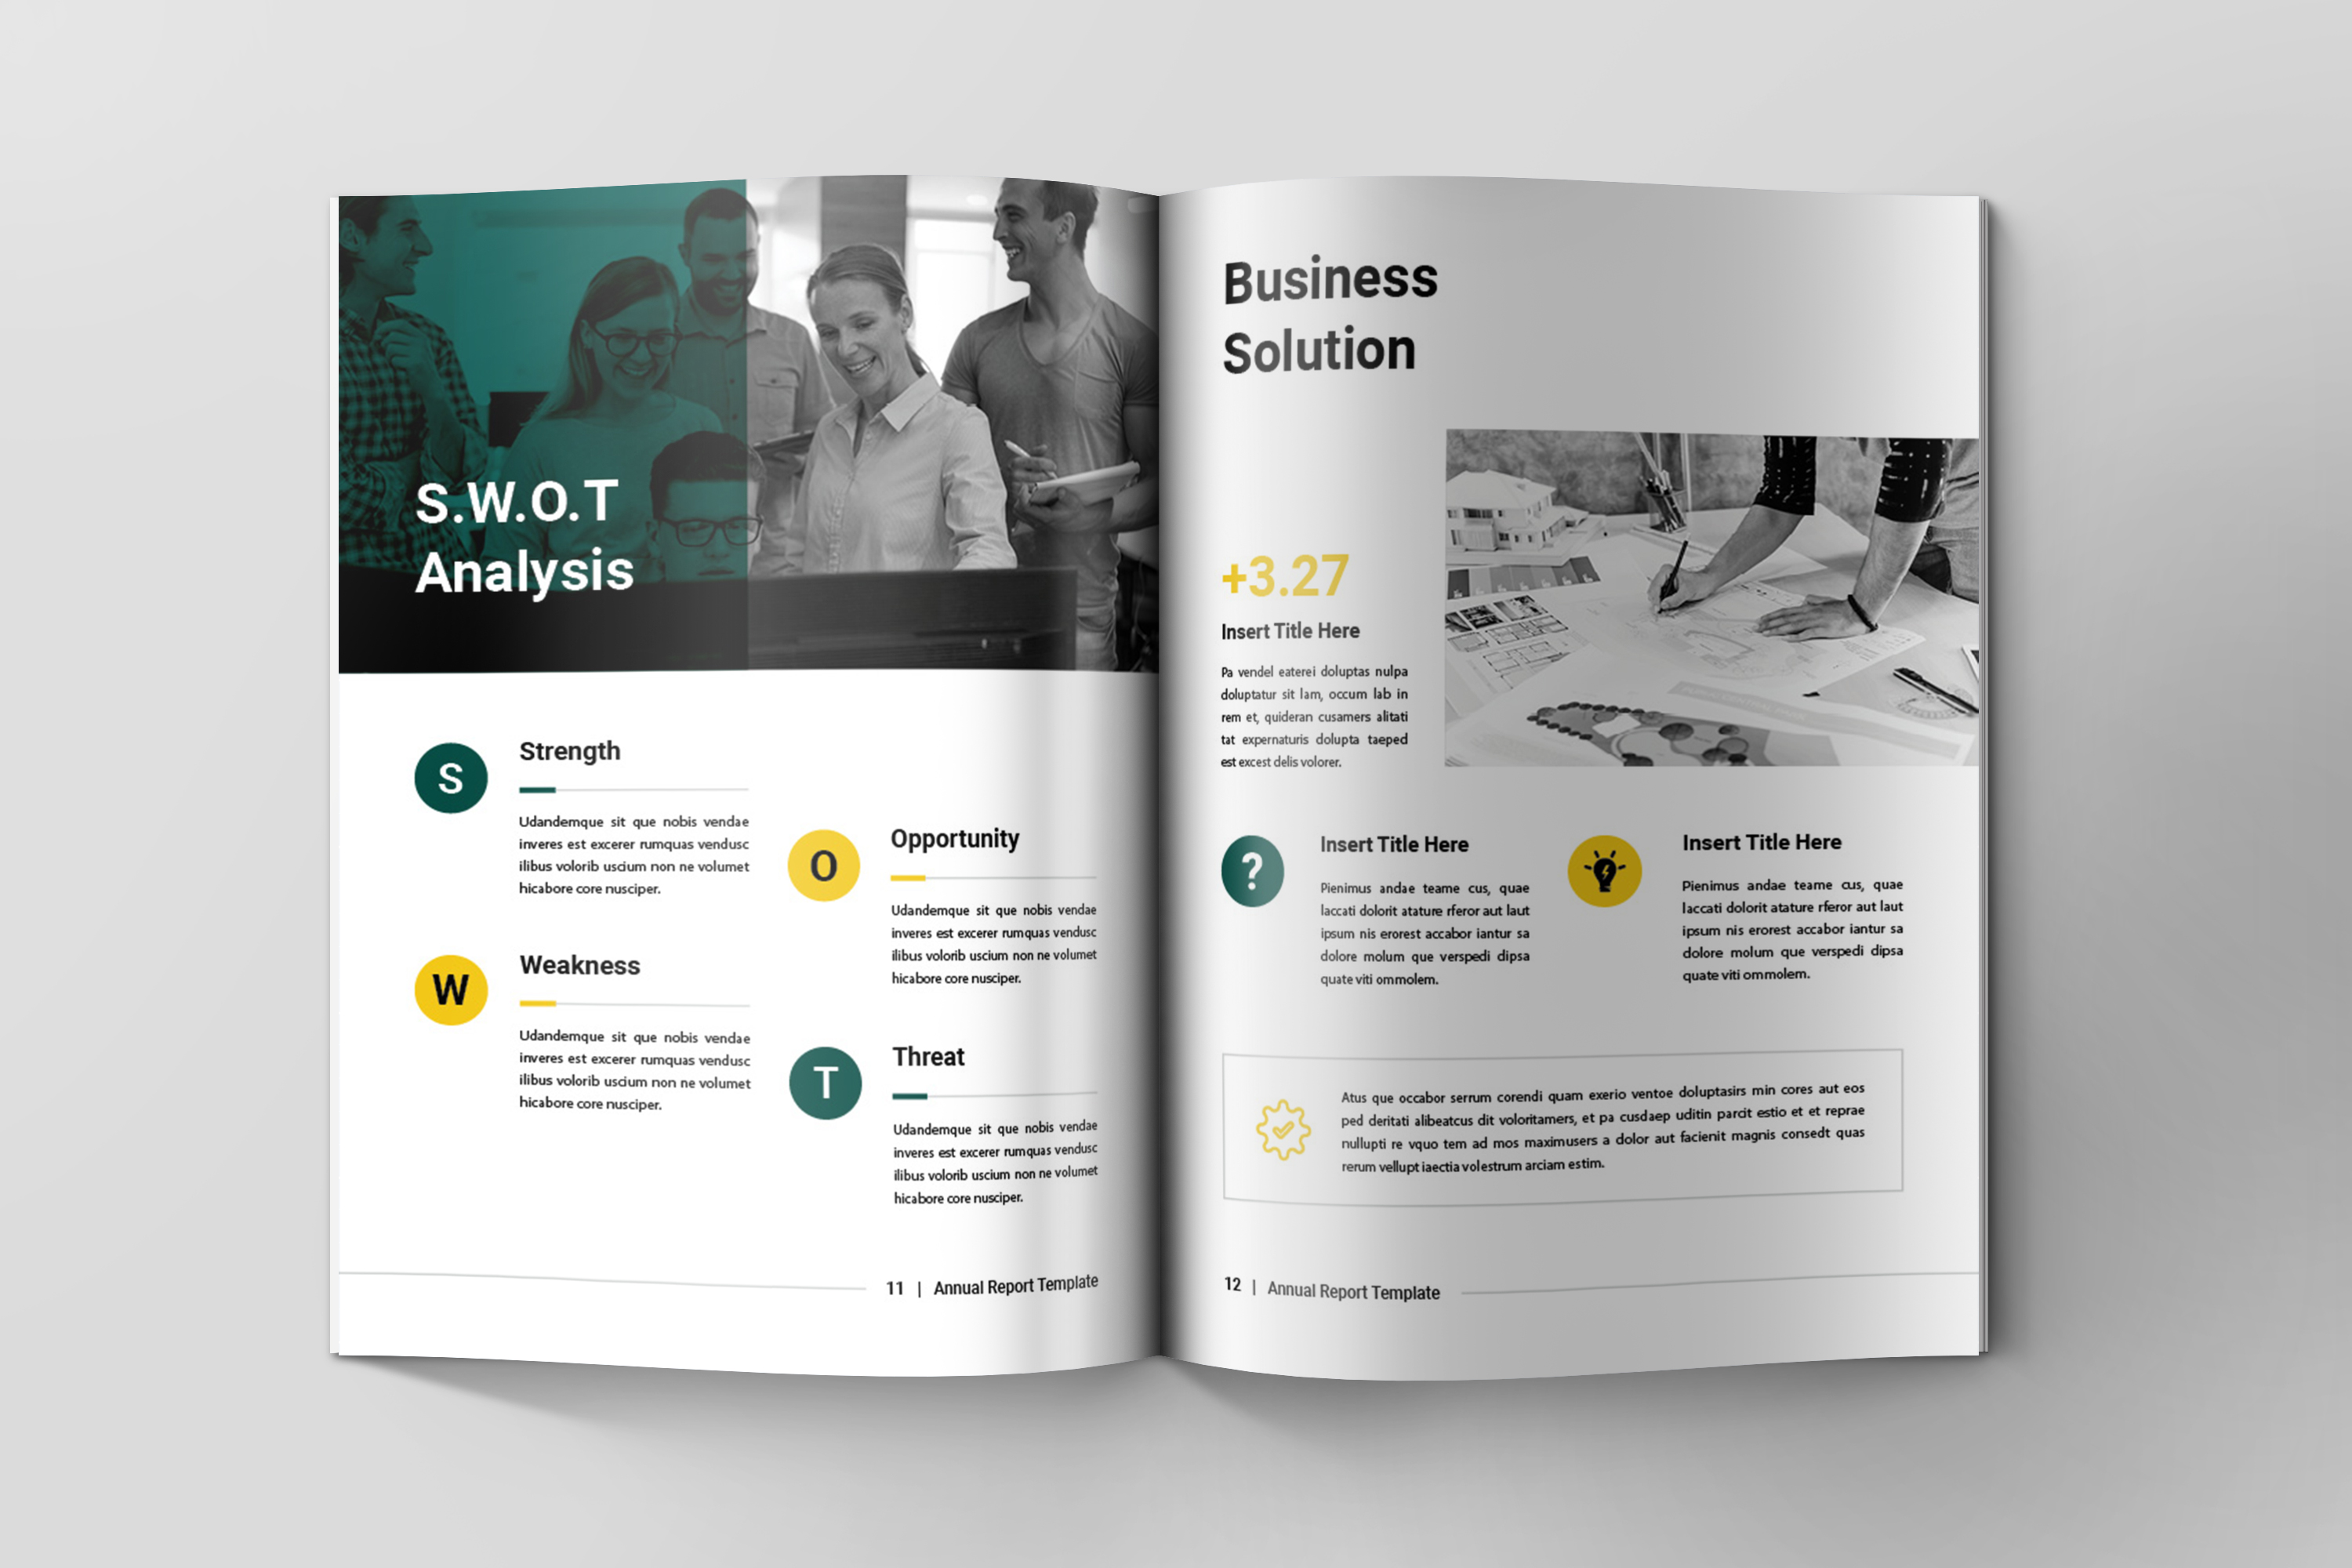 S.W.O.T
Analysis
S
Strength
Udandemque sit que nobis vendae
inveres est excerer rumquas vendusc
ilibus volorib uscium non ne volumet
hicabore core nusciper.
W
Weakness
Udandemque sit que nobis vendae
inveres est excerer rumquas vendusc
ilibus volorib uscium non ne volumet
hicabore core nusciper.
O
Opportunity
Udandemque sit que nobis vendae
inveres est excerer rumquas vendusc
ilibus volorib uscium non ne volumet
hicabore core nusciper.
T
Threat
Udandemque sit que nobis vendae
inveres est excerer rumquas vendusc
ilibus volorib uscium non ne volumet
hicabore core nusciper.
11 | Annual Report Template
Business
Solution
+3.27
Insert Title Here
Pa vendel eaterei doluptas nulpa
doluptatur sit lam, occum lab in
rem et, quideran cusamers alitati
tat expernaturis dolupta taeped
est excest delis volorer.
?
Insert Title Here
Pienimus andae teame cus, quae
laccati dolorit atature rferor aut laut
ipsum nis erorest accabor iantur sa
dolore molum que verspedi dipsa
quate viti ommolem.
Insert Title Here
Pienimus andae teame cus, quae
laccati dolorit atature rferor aut laut
ipsum nis erorest accabor iantur sa
dolore molum que verspedi dipsa
quate viti ommolem.
Atus que occabor serrum corendi quam exerio ventoe doluptasirs min cores aut eos
ped deritati alibeatcus dit voloritamers, et pa cusdaep uditin parcit estio et et reprae
nullupti re vquo tem ad mos maximusers a dolor aut facienit magnis consedt quas
rerum vellupt iaectia volestrum arciam estim.
12 | Annual Report Template